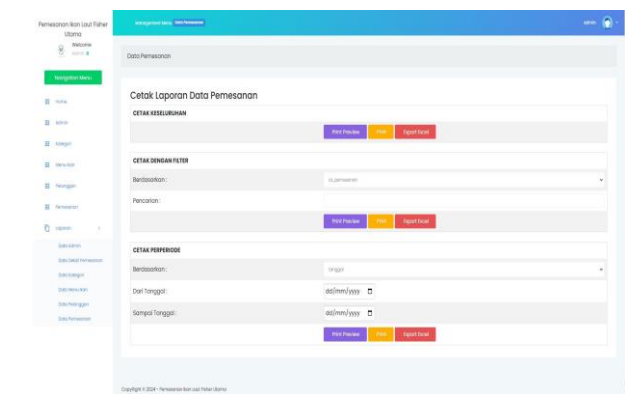 Pemesanan Ikan Laut Fisher
Utama
Welcome
Admin
Navigation Menu
Home
Admin
Kategori
Menu Ikan
Pelanggan
Pemesanan
Laporan
Data Admin
Data Detail Pemesanan
Data Kategori
Data Menu Ikan
Data Pelanggan
Data Pemesanan
Management Menu Data Pemesanan
admin
Data Pemesanan
Cetak Laporan Data Pemesanan
CETAK KESELURUHAN
Print Preview Print Export Excel
CETAK DENGAN FILTER
Berdasarkan :
id_pemesanan
Pencarian :
Print Preview Print Export Excel
CETAK PERPERIODE
Berdasarkan :
tanggal
Dari Tanggal :
dd/mm/yyyy
Sampai Tanggal :
dd/mm/yyyy
Print Preview Print Export Excel
Copyright © 2024 - Pemesanan Ikan Laut Fisher Utama